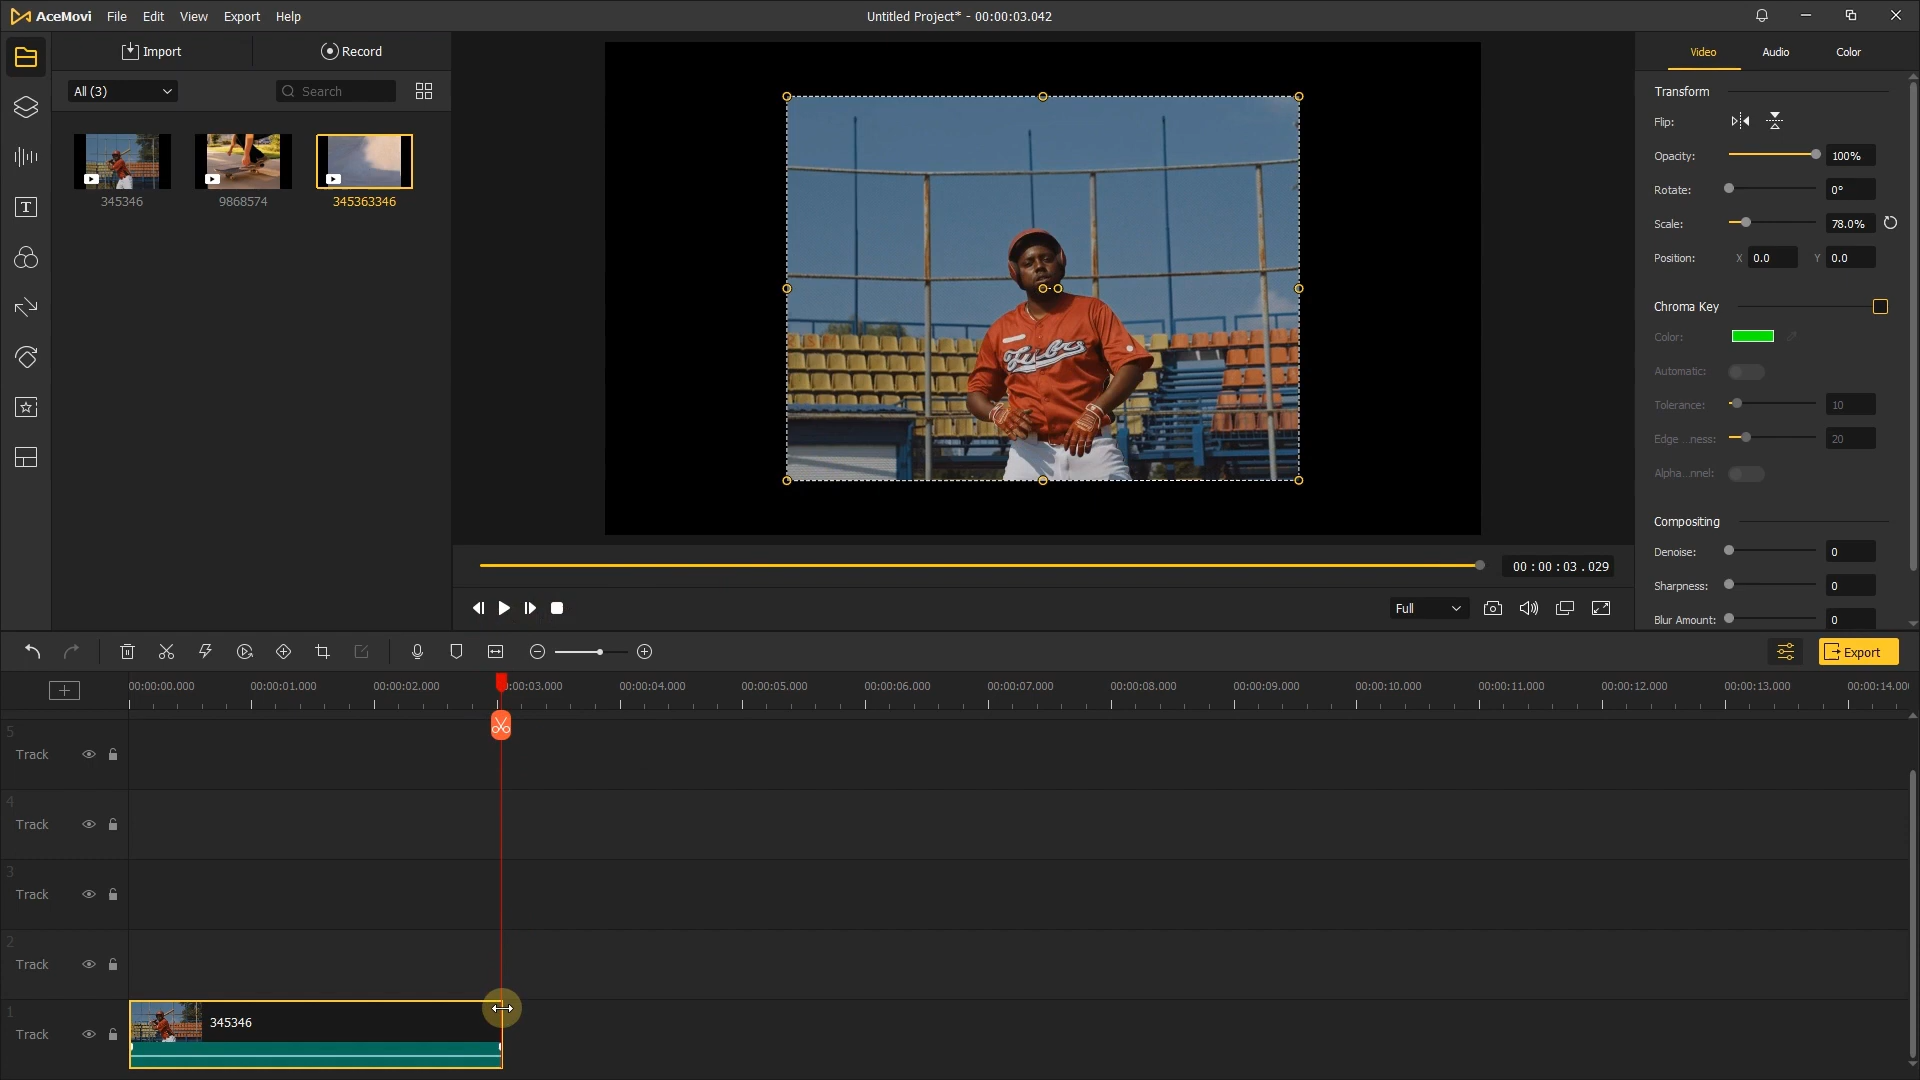 AceMovi File Edit View Export Help
Untitled Project* - 00:00:03.042
Import
Record
All (3)
Search
345346
9868574
345363346
00 : 00 : 03 . 029
Full
Video Audio Color
Transform
Flip:
Opacity: 100%
Rotate: 0°
Scale: 78.0%
Position: X 0.0 Y 0.0
Chroma Key
Color:
Automatic:
Tolerance: 10
Edge ...ness: 20
Alpha...nnel:
Compositing
Denoise: 0
Sharpness: 0
Blur Amount: 0
Export
00:00:00.000 00:00:01.000 00:00:02.000 00:00:03.000 00:00:04.000 00:00:05.000 00:00:06.000 00:00:07.000 00:00:08.000 00:00:09.000 00:00:10.000 00:00:11.000 00:00:12.000 00:00:13.000 00:00:14.00
5
Track
4
Track
3
Track
2
Track
1
Track
345346